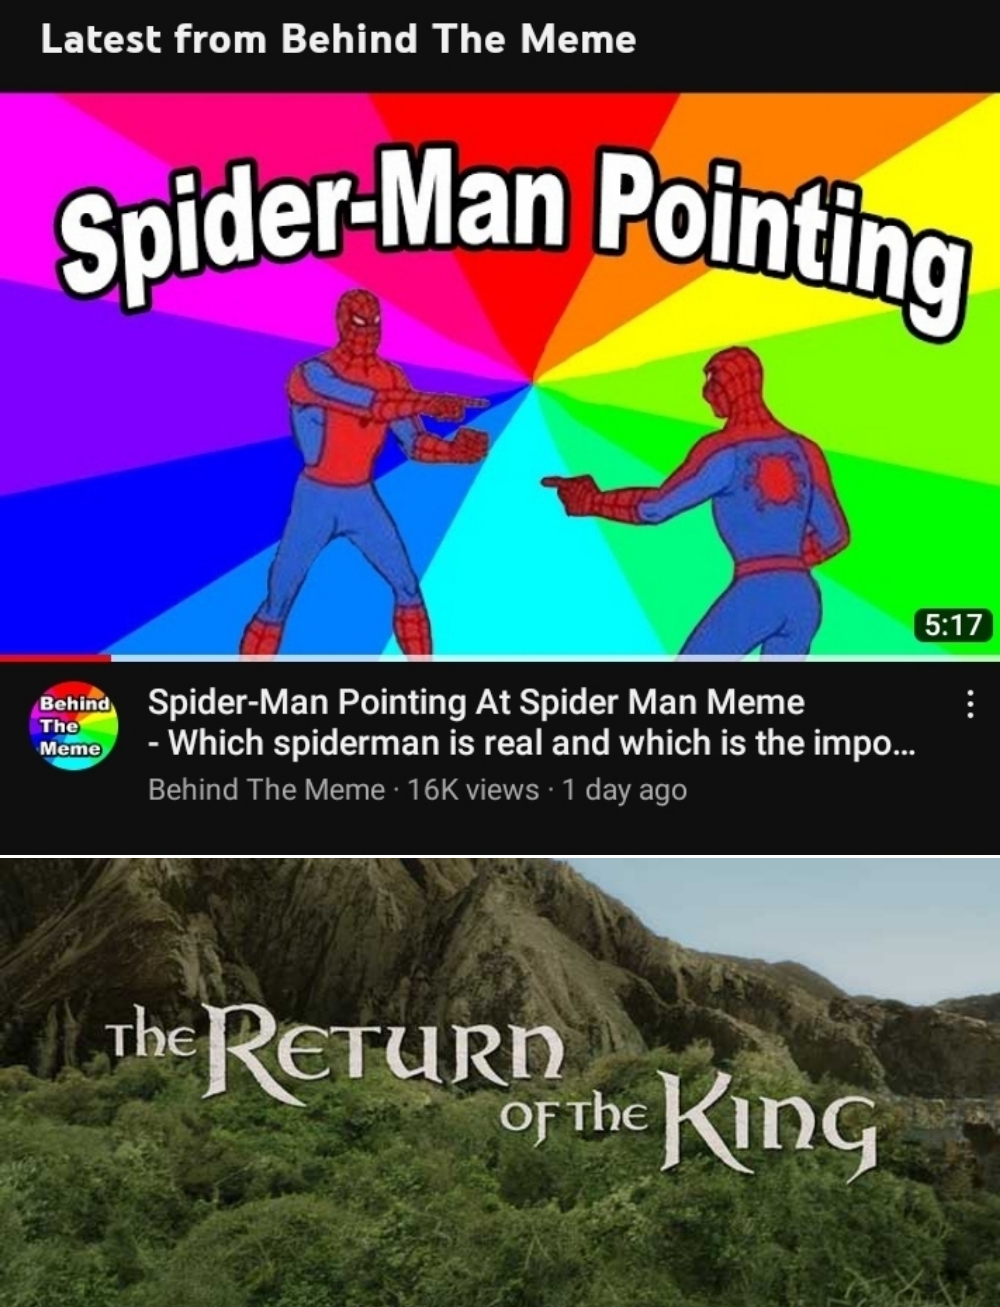 Latest from Behind The Meme
Spider-Man Pointing
5:17
Behind
The
Meme
Spider-Man Pointing At Spider Man Meme
- Which spiderman is real and which is the impo...
Behind The Meme · 16K views · 1 day ago
The Return
of the King